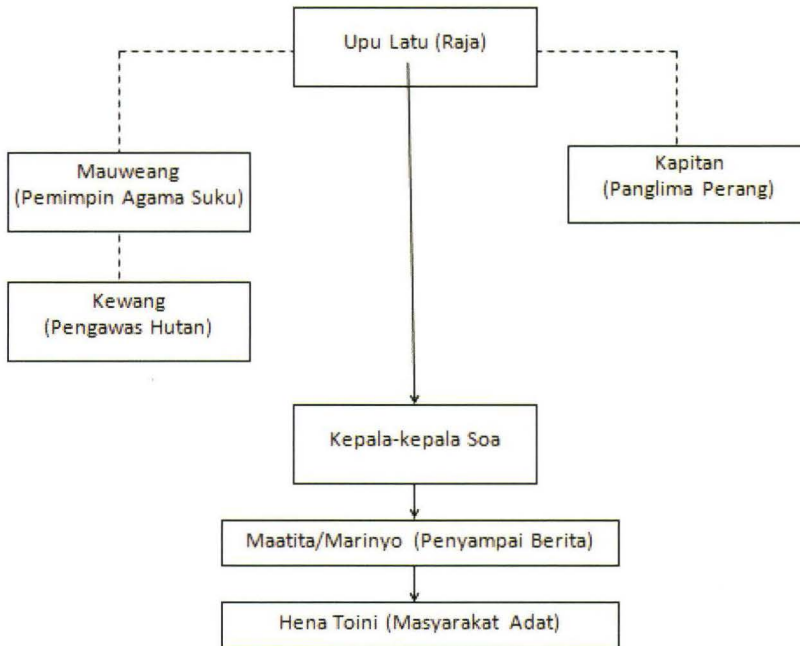 Upu Latu (Raja)
Mauweang
(Pemimpin Agama Suku)
Kapitan
(Panglima Perang)
Kewang
(Pengawas Hutan)
Kepala-kepala Soa
Maatita/Marinyo (Penyampai Berita)
Hena Toini (Masyarakat Adat)